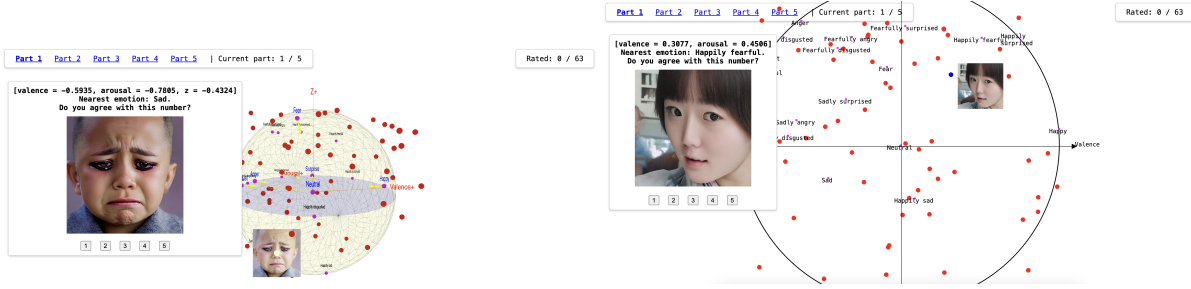 Part 1 Part 2 Part 3 Part 4 Part 5 | Current part: 1 / 5
Rated: 0 / 63
[valence = -0.5935, arousal = -0.7805, z = -0.4324]
Nearest emotion: Sad.
Do you agree with this number?
1 2 3 4 5
Z+
Fear
Surprise
Neutral
Happy
Valence+
Part 1 Part 2 Part 3 Part 4 Part 5 | Current part: 1 / 5
Rated: 0 / 63
[valence = 0.3077, arousal = 0.4506]
Nearest emotion: Happily fearful.
Do you agree with this number?
1 2 3 4 5
Anger
Fearfully surprised
disgusted
Fearfully angry
Happily fearful
Happily surprised
Fearfully disgusted
Fear
Sadly surprised
Sadly angry
disgusted
Happy
Neutral
Valence
Sad
Happily sad